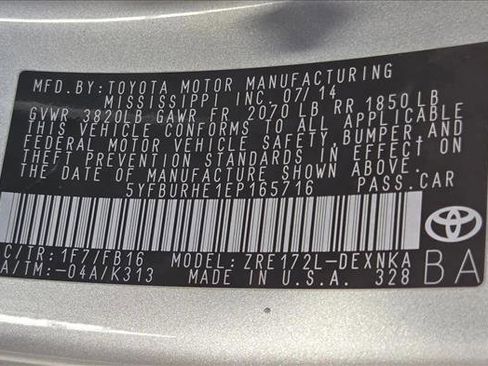 MFD.BY: TOYOTA MOTOR MANUFACTURING
MISSISSIPPI INC. 07/14
GVWR 3820LB GAWR FR 2070 LB RR 1850 LB
THIS VEHICLE CONFORMS TO ALL APPLICABLE
FEDERAL MOTOR VEHICLE SAFETY, BUMPER, AND
THEFT PREVENTION STANDARDS IN EFFECT ON
THE DATE OF MANUFACTURE SHOWN ABOVE.
5YFBURHE1EP165716 PASS.CAR
C/TR: 1F7/FB16 MODEL: ZRE172L-DEXNKA
A/TM:-04A/K313 MADE IN U.S.A. 328 BA